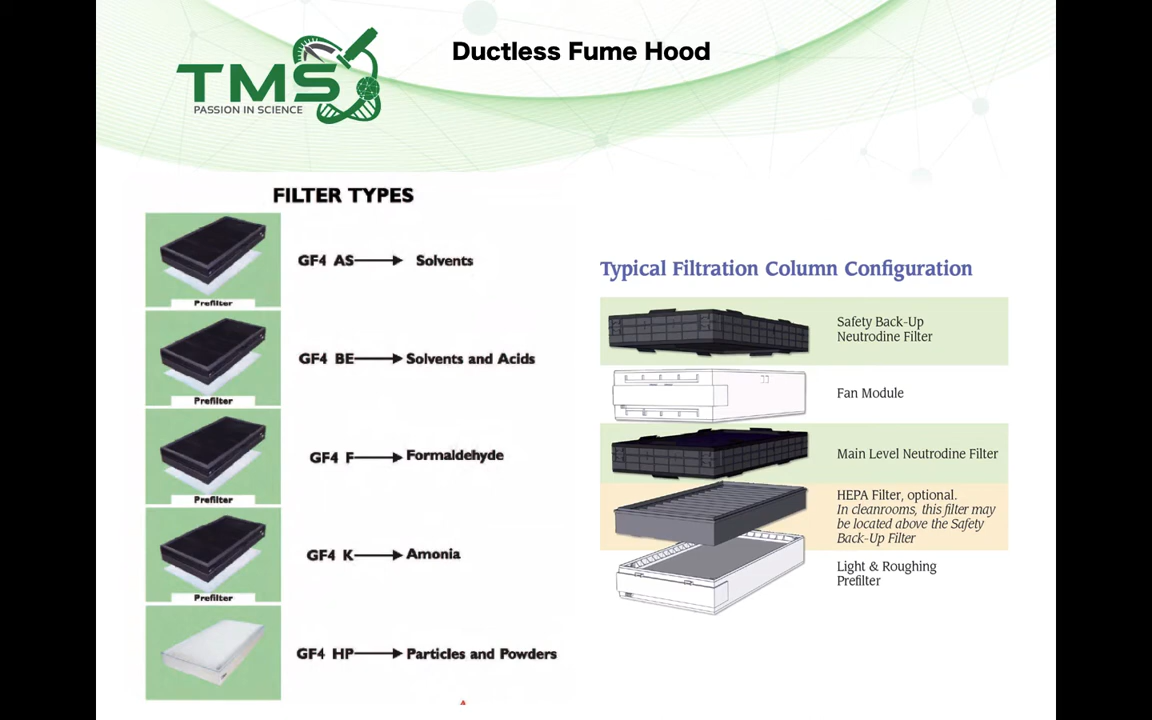 Ductless Fume Hood
TMS
PASSION IN SCIENCE
FILTER TYPES
GF4 AS Solvents
Prefilter
GF4 BE Solvents and Acids
Prefilter
GF4 F Formaldehyde
Prefilter
GF4 K Amonia
Prefilter
GF4 HP Particles and Powders
Typical Filtration Column Configuration
Safety Back-Up
Neutrodine Filter
Fan Module
Main Level Neutrodine Filter
HEPA Filter, optional.
In cleanrooms, this filter may
be located above the Safety
Back-Up Filter
Light & Roughing
Prefilter